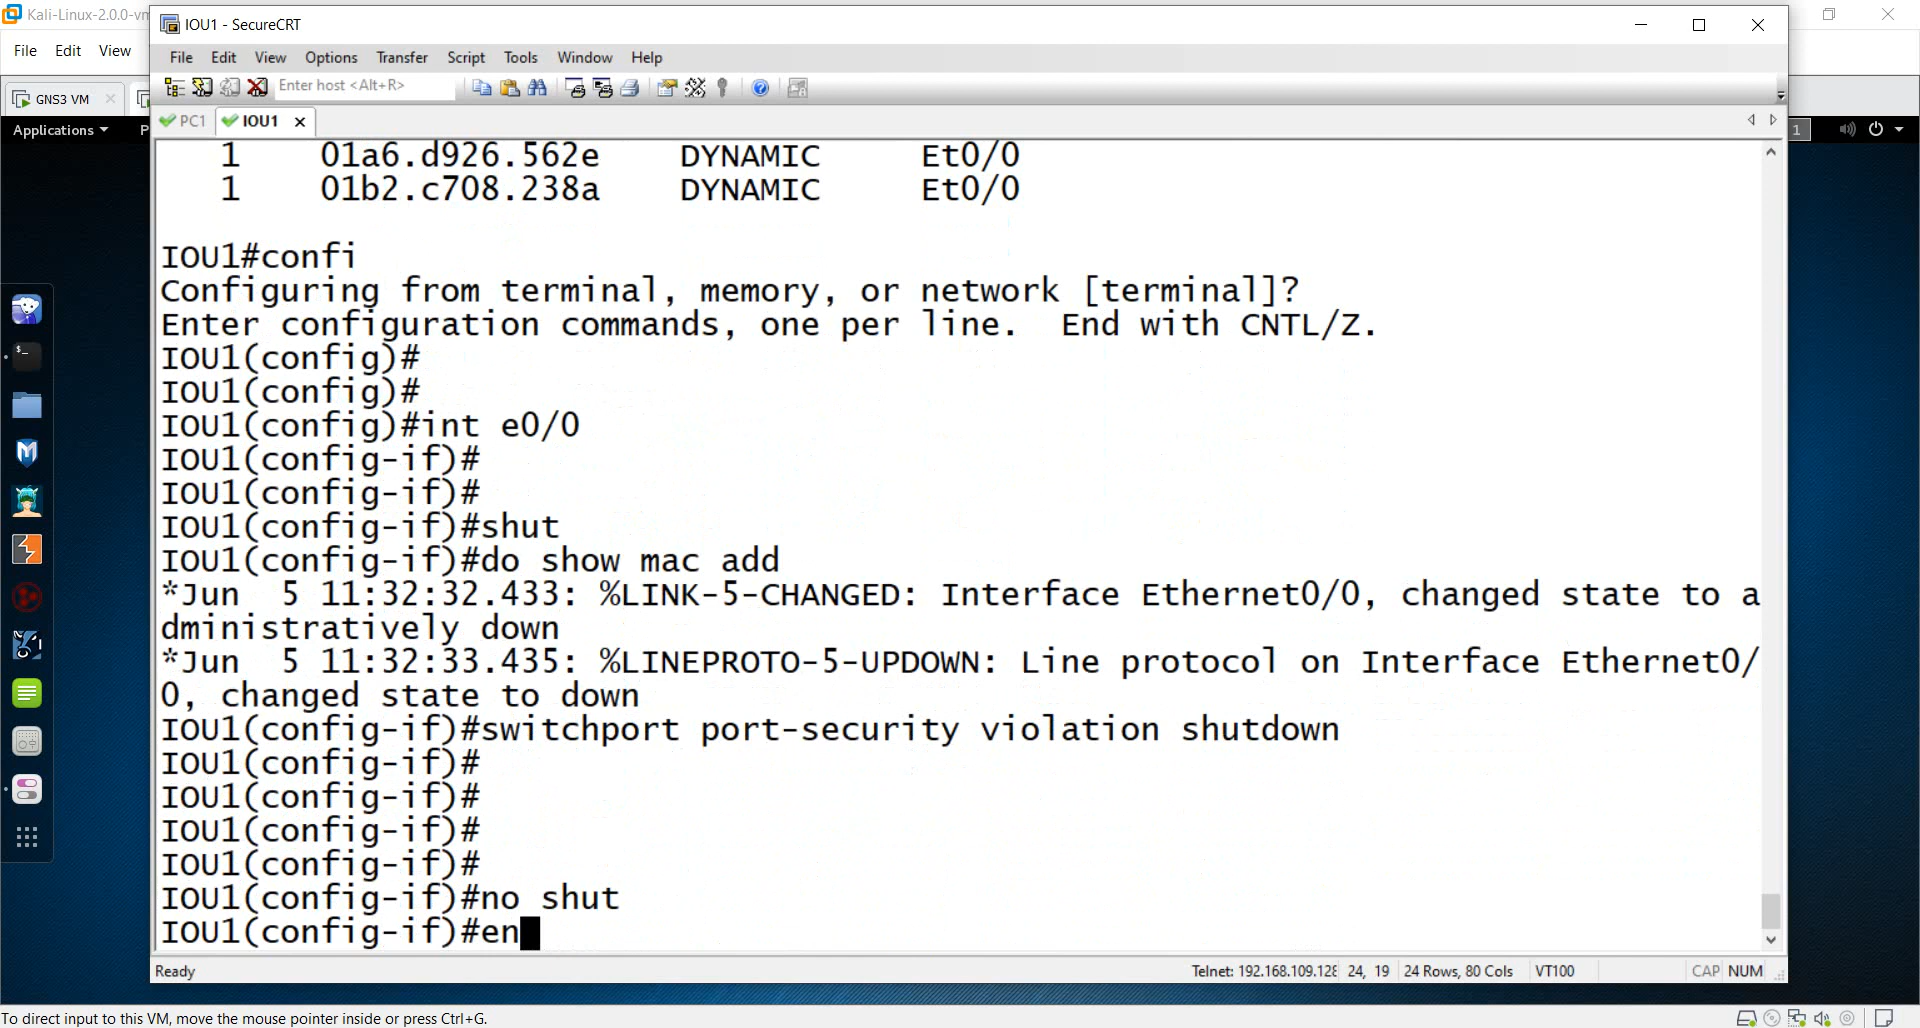 Kali-Linux-2.0.0-vm
IOU1 - SecureCRT
File Edit View
File Edit View Options Transfer Script Tools Window Help
Enter host <Alt+R>
GNS3 VM
PC1 IOU1
Applications
1
1 01a6.d926.562e DYNAMIC Et0/0
1 01b2.c708.238a DYNAMIC Et0/0
IOU1#confi
Configuring from terminal, memory, or network [terminal]?
Enter configuration commands, one per line. End with CNTL/Z.
IOU1(config)#
IOU1(config)#
IOU1(config)#int e0/0
IOU1(config-if)#
IOU1(config-if)#
IOU1(config-if)#shut
IOU1(config-if)#do show mac add
*Jun 5 11:32:32.433: %LINK-5-CHANGED: Interface Ethernet0/0, changed state to a
dministratively down
*Jun 5 11:32:33.435: %LINEPROTO-5-UPDOWN: Line protocol on Interface Ethernet0/
0, changed state to down
IOU1(config-if)#switchport port-security violation shutdown
IOU1(config-if)#
IOU1(config-if)#
IOU1(config-if)#
IOU1(config-if)#
IOU1(config-if)#no shut
IOU1(config-if)#en
Ready Telnet: 192.168.109.128 24, 19 24 Rows, 80 Cols VT100 CAP NUM
To direct input to this VM, move the mouse pointer inside or press Ctrl+G.